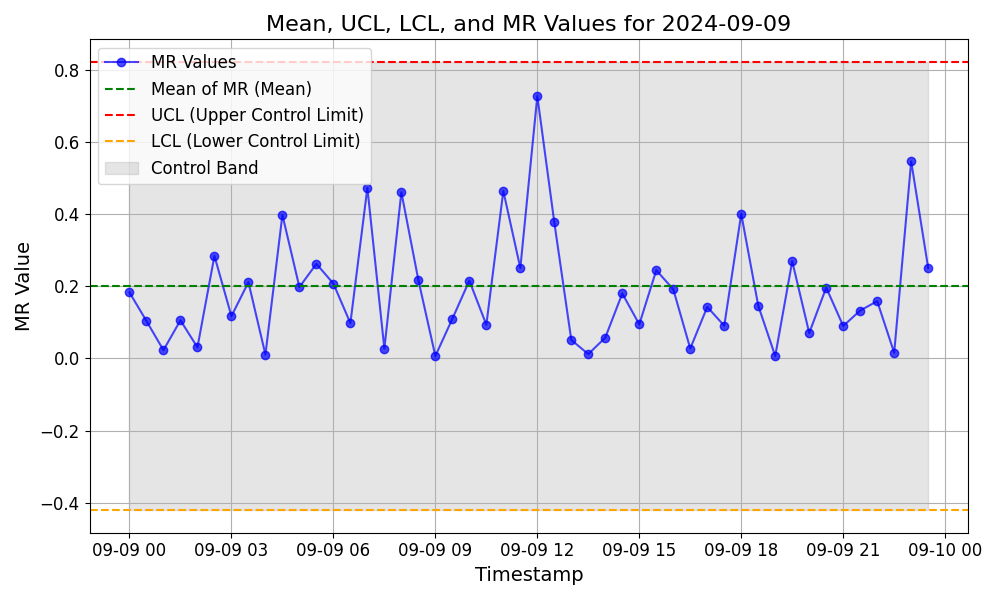 Mean, UCL, LCL, and MR Values for 2024-09-09
MR Values
Mean of MR (Mean)
UCL (Upper Control Limit)
LCL (Lower Control Limit)
Control Band
0.8
0.6
0.4
0.2
0.0
−0.2
−0.4
MR Value
09-09 00 09-09 03 09-09 06 09-09 09 09-09 12 09-09 15 09-09 18 09-09 21 09-10 00
Timestamp